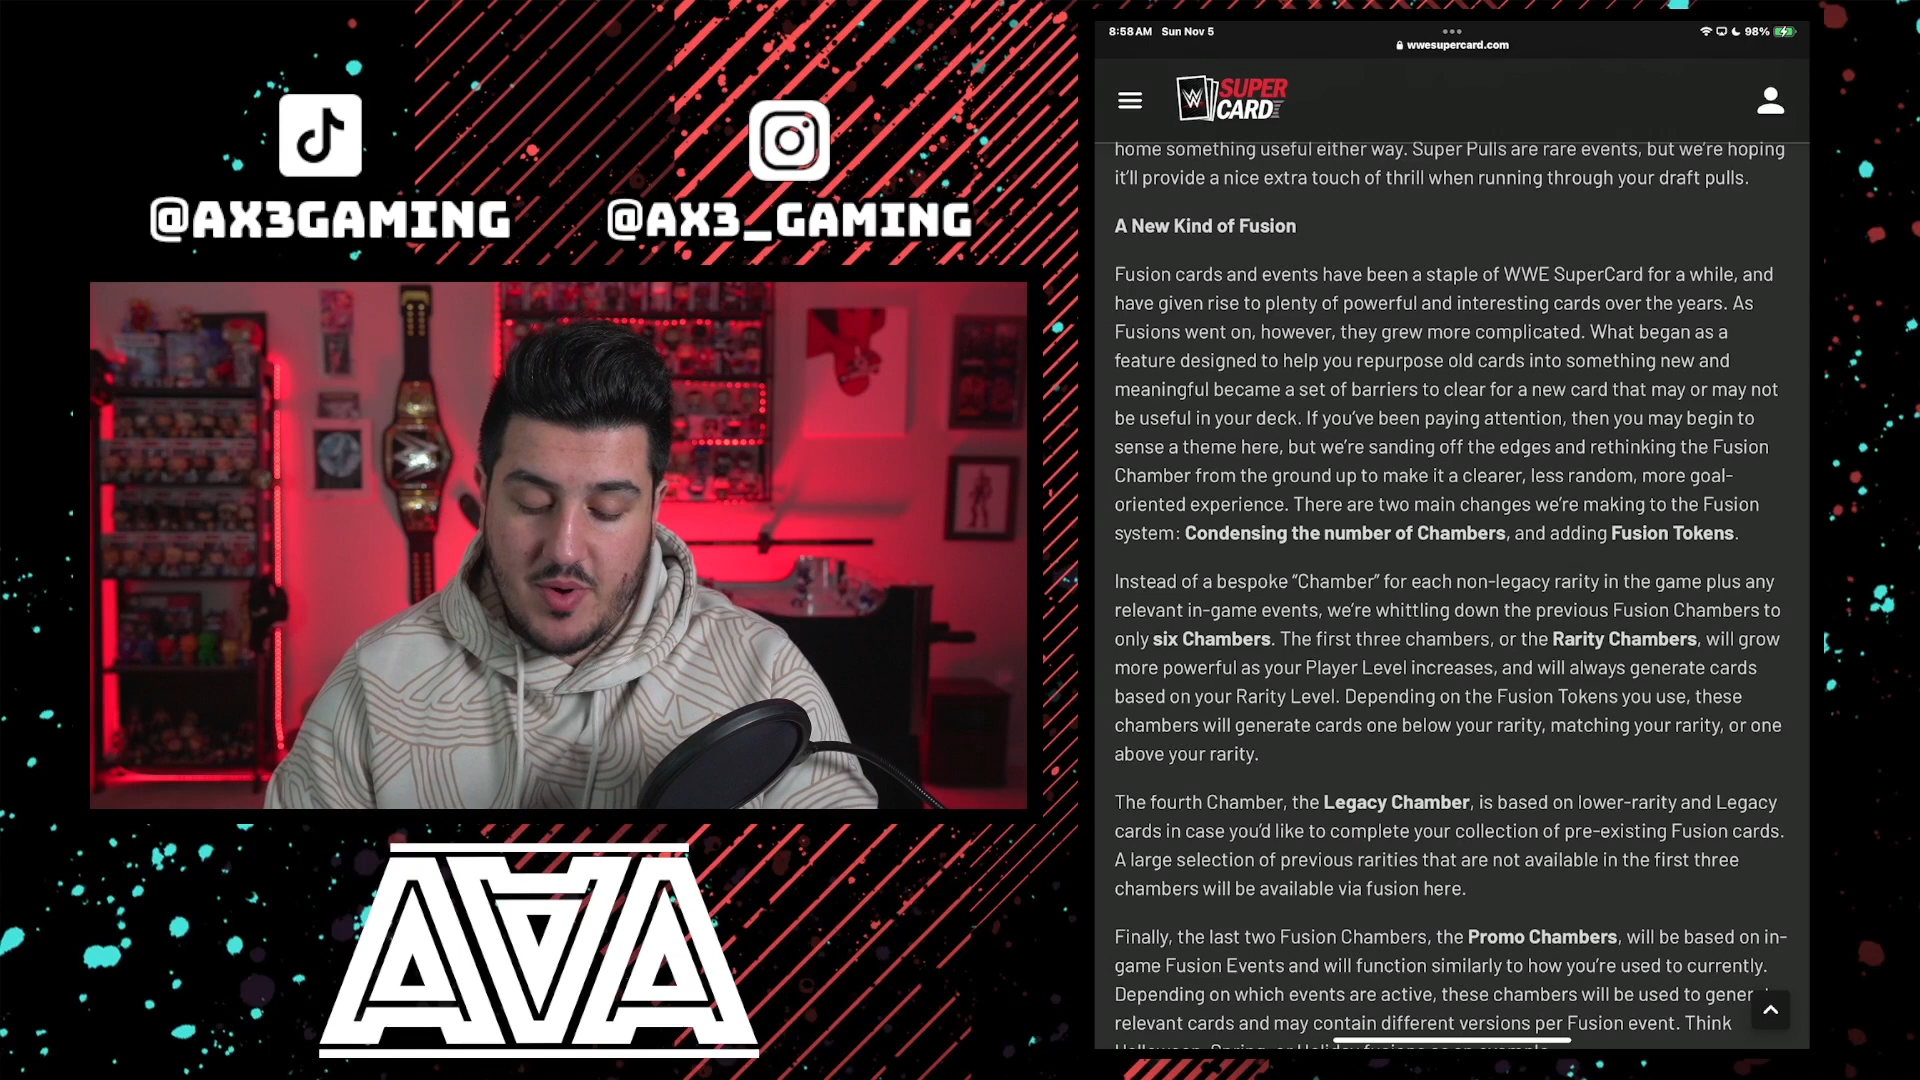 @AX3GAMING
@AX3_GAMING
8:58 AM Sun Nov 5
wwesupercard.com
98%
W SUPER
CARD
home something useful either way. Super Pulls are rare events, but we're hoping
it'll provide a nice extra touch of thrill when running through your draft pulls.
A New Kind of Fusion
Fusion cards and events have been a staple of WWE SuperCard for a while, and
have given rise to plenty of powerful and interesting cards over the years. As
Fusions went on, however, they grew more complicated. What began as a
feature designed to help you repurpose old cards into something new and
meaningful became a set of barriers to clear for a new card that may or may not
be useful in your deck. If you've been paying attention, then you may begin to
sense a theme here, but we're sanding off the edges and rethinking the Fusion
Chamber from the ground up to make it a clearer, less random, more goal-
oriented experience. There are two main changes we're making to the Fusion
system: Condensing the number of Chambers, and adding Fusion Tokens.
Instead of a bespoke "Chamber" for each non-legacy rarity in the game plus any
relevant in-game events, we're whittling down the previous Fusion Chambers to
only six Chambers. The first three chambers, or the Rarity Chambers, will grow
more powerful as your Player Level increases, and will always generate cards
based on your Rarity Level. Depending on the Fusion Tokens you use, these
chambers will generate cards one below your rarity, matching your rarity, or one
above your rarity.
The fourth Chamber, the Legacy Chamber, is based on lower-rarity and Legacy
cards in case you'd like to complete your collection of pre-existing Fusion cards.
A large selection of previous rarities that are not available in the first three
chambers will be available via fusion here.
Finally, the last two Fusion Chambers, the Promo Chambers, will be based on in-
game Fusion Events and will function similarly to how you're used to currently.
Depending on which events are active, these chambers will be used to gener
relevant cards and may contain different versions per Fusion event. Think